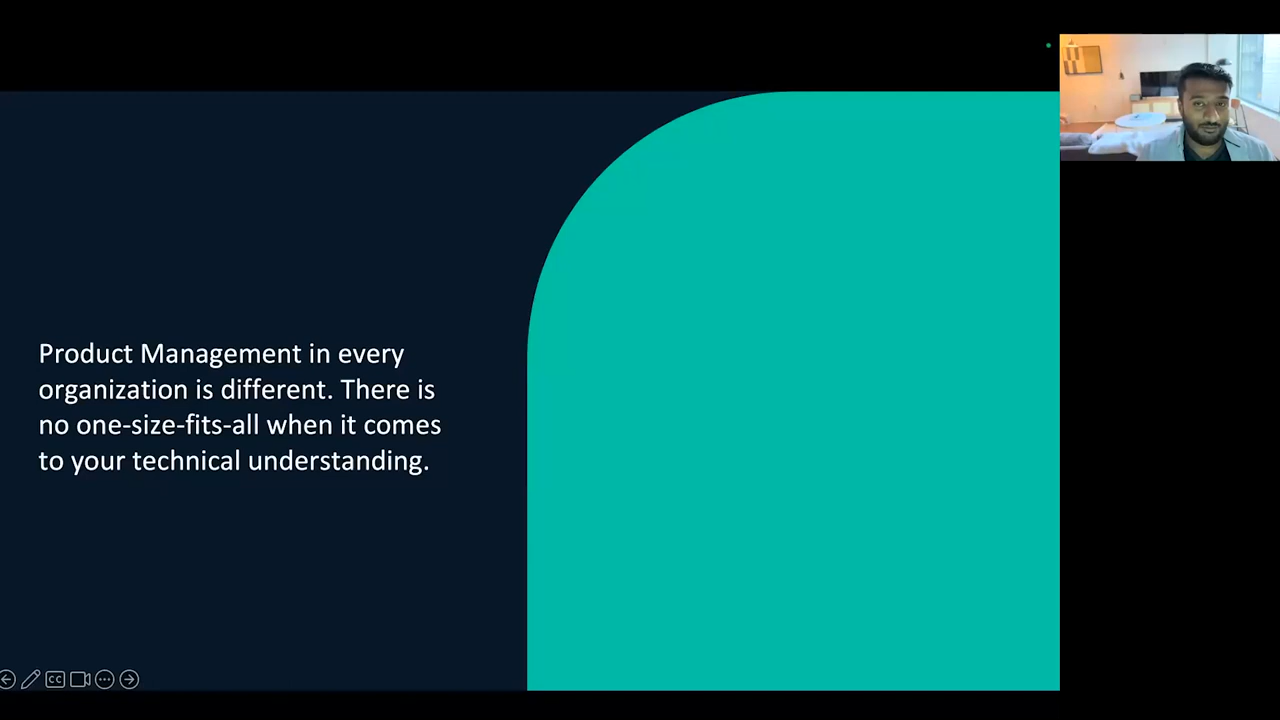 Product Management in every
organization is different. There is
no one-size-fits-all when it comes
to your technical understanding.
CC